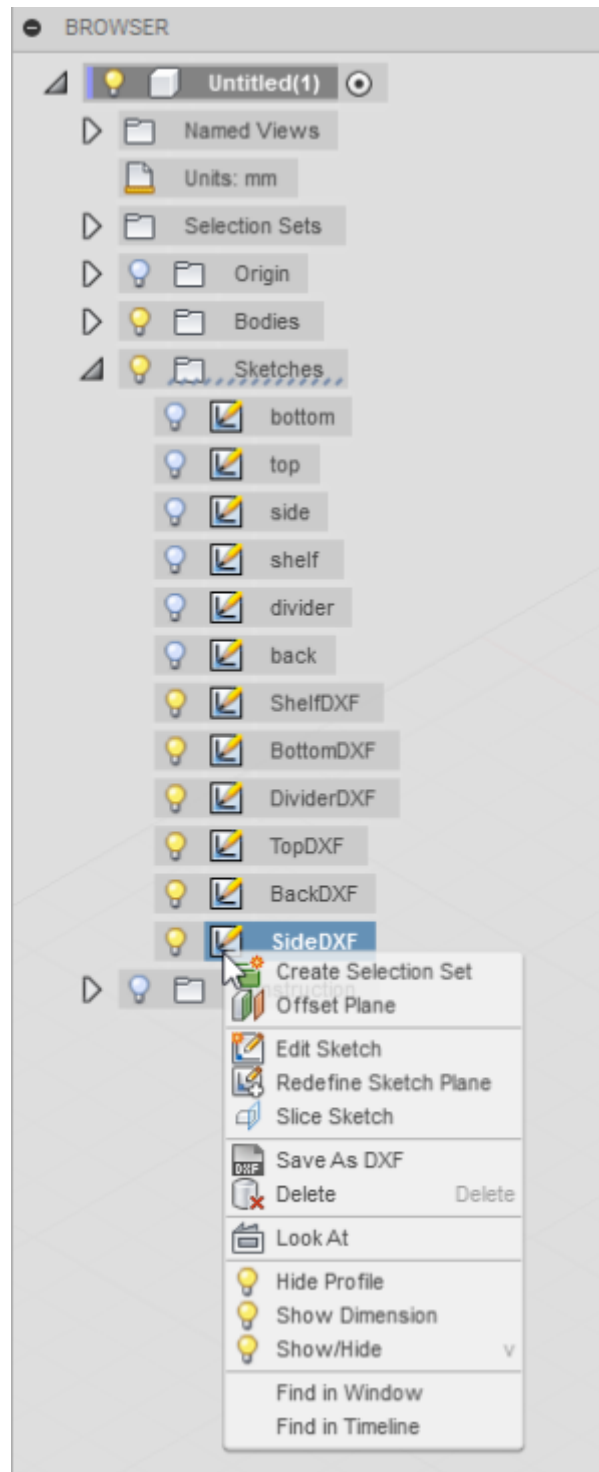 BROWSER
Untitled(1)
Named Views
Units: mm
Selection Sets
Origin
Bodies
Sketches
bottom
top
side
shelf
divider
back
ShelfDXF
BottomDXF
DividerDXF
TopDXF
BackDXF
SideDXF
Create Selection Set
Offset Plane
Edit Sketch
Redefine Sketch Plane
Slice Sketch
DXF Save As DXF
Delete Delete
Look At
Hide Profile
Show Dimension
Show/Hide v
Find in Window
Find in Timeline